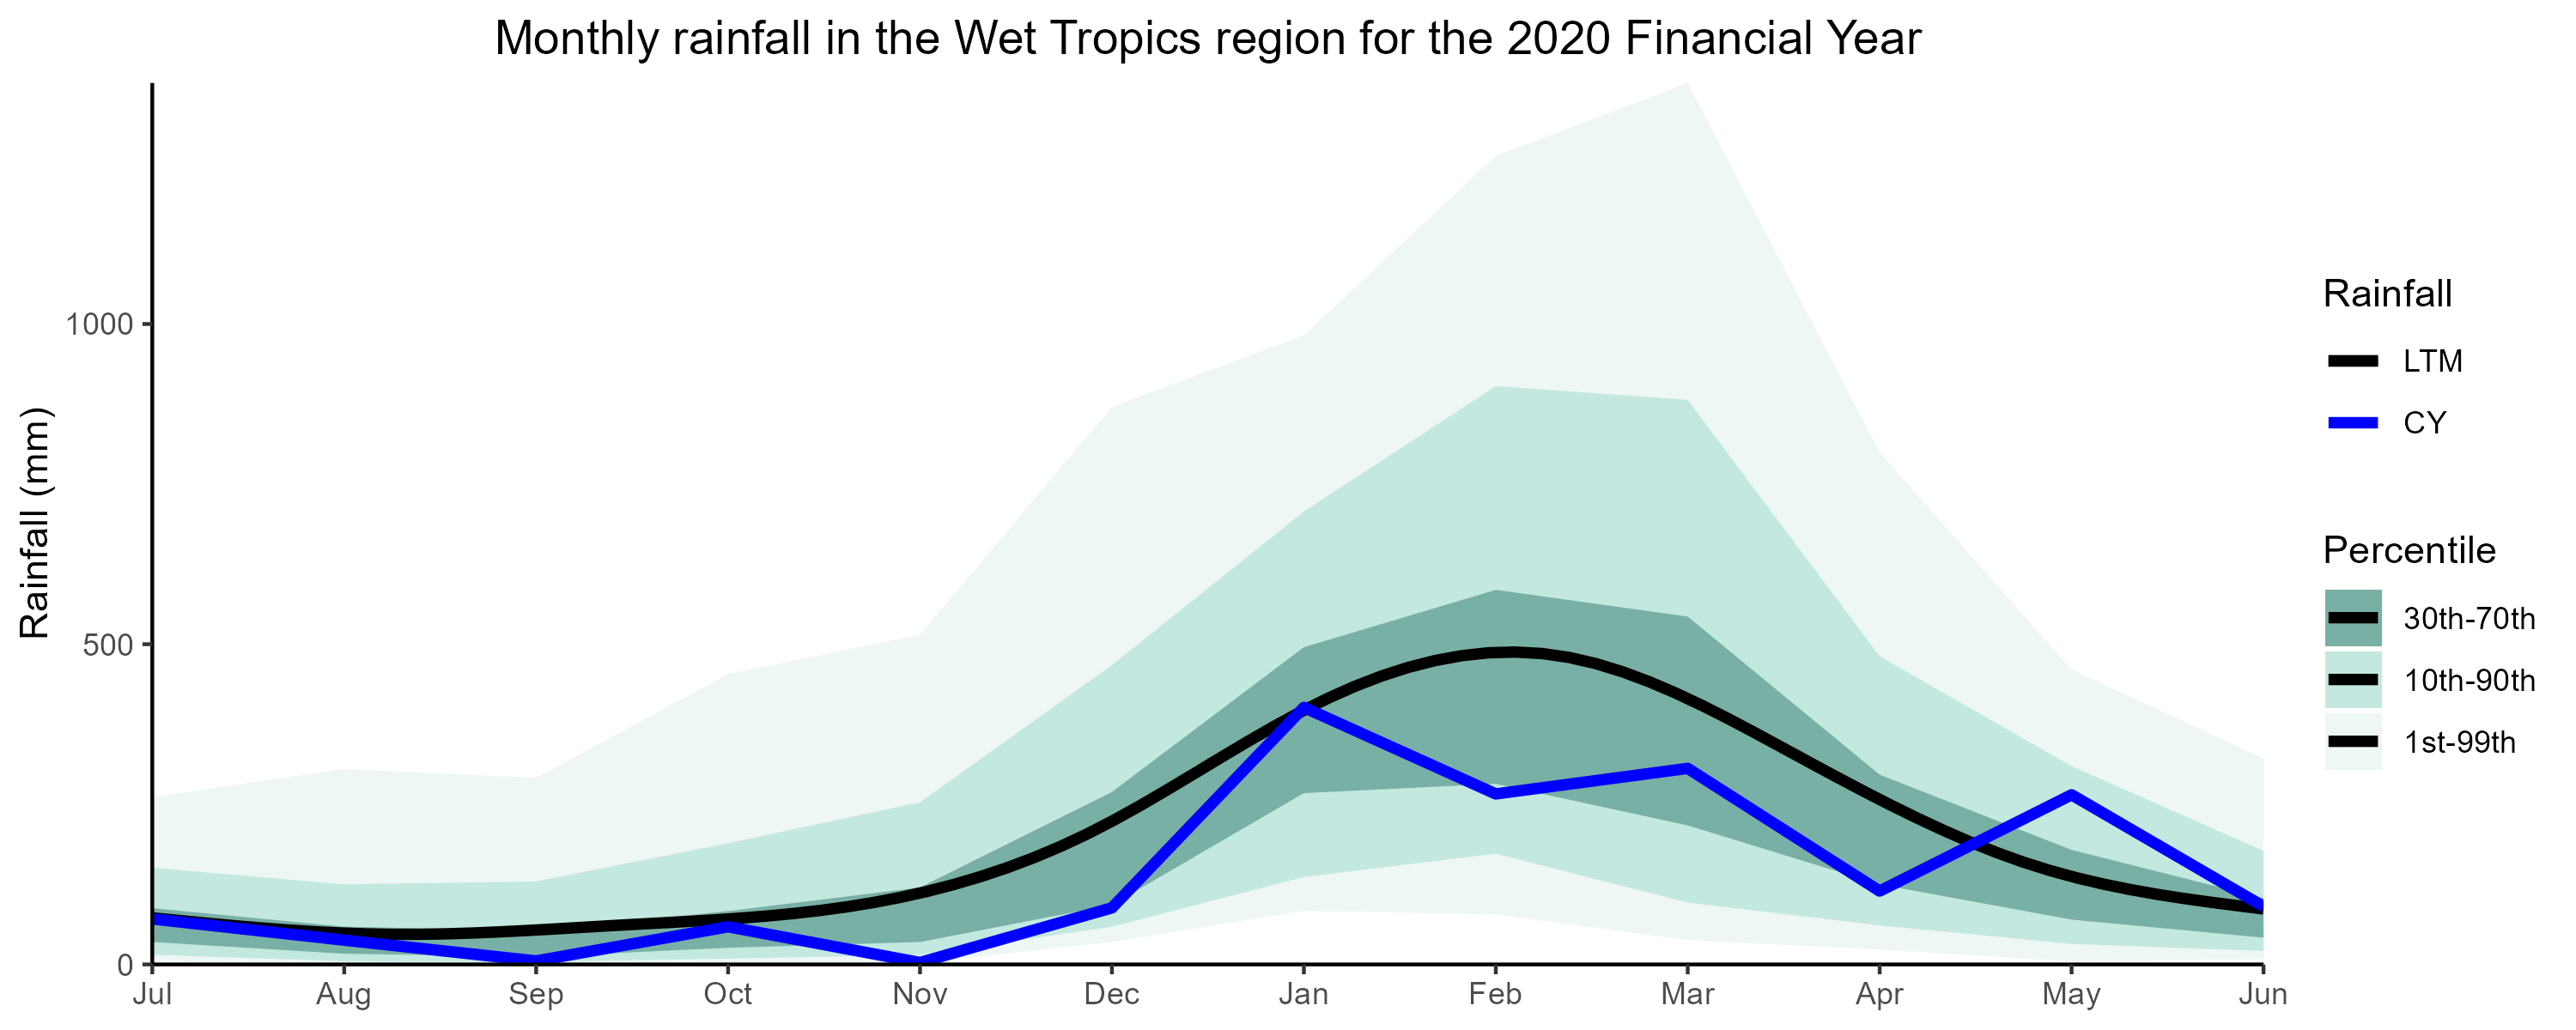 Monthly rainfall in the Wet Tropics region for the 2020 Financial Year
Rainfall (mm)
1000
500
0
Jul Aug Sep Oct Nov Dec Jan Feb Mar Apr May Jun
Rainfall
LTM
CY
Percentile
30th-70th
10th-90th
1st-99th